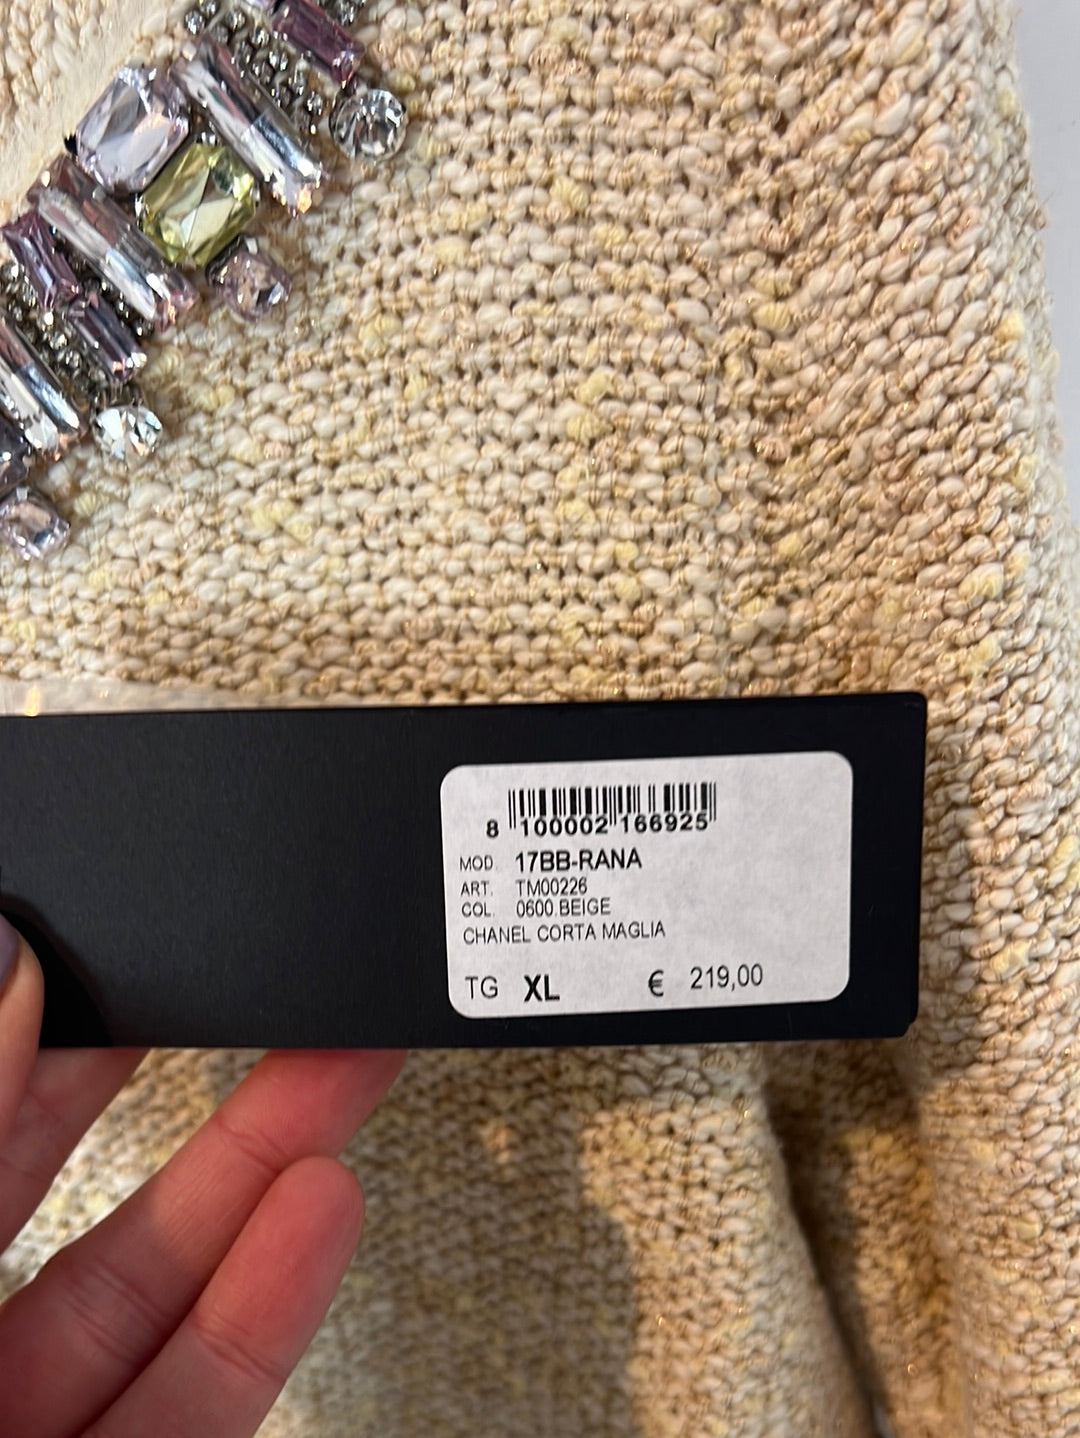 8 100002 166925
MOD. 17BB-RANA
ART. TM00226
COL. 0600.BEIGE
CHANEL CORTA MAGLIA
TG XL € 219,00